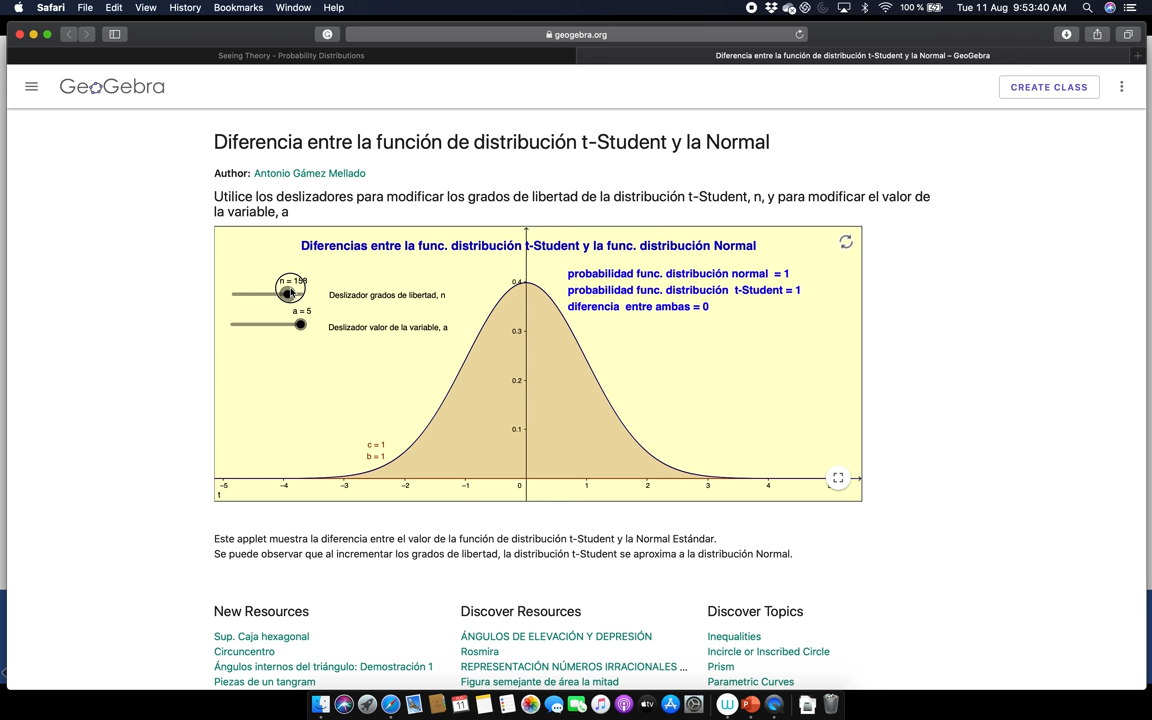 Safari File Edit View History Bookmarks Window Help 100 % Tue 11 Aug 9:53:40 AM
geogebra.org
Seeing Theory - Probability Distributions Diferencia entre la función de distribución t-Student y la Normal – GeoGebra
GeoGebra CREATE CLASS
Diferencia entre la función de distribución t-Student y la Normal
Author: Antonio Gámez Mellado
Utilice los deslizadores para modificar los grados de libertad de la distribución t-Student, n, y para modificar el valor de
la variable, a
Diferencias entre la func. distribución t-Student y la func. distribución Normal
probabilidad func. distribución normal = 1
probabilidad func. distribución t-Student = 1
diferencia entre ambas = 0
Deslizador grados de libertad, n
a = 5
Deslizador valor de la variable, a
0.4
0.3
0.2
0.1
c = 1
b = 1
−5 −4 −3 −2 −1 0 1 2 3 4
t
Este applet muestra la diferencia entre el valor de la función de distribución t-Student y la Normal Estándar.
Se puede observar que al incrementar los grados de libertad, la distribución t-Student se aproxima a la distribución Normal.
New Resources
Sup. Caja hexagonal
Circuncentro
Ángulos internos del triángulo: Demostración 1
Piezas de un tangram
Discover Resources
ÁNGULOS DE ELEVACIÓN Y DEPRESIÓN
Rosmira
REPRESENTACIÓN NÚMEROS IRRACIONALES ...
Figura semejante de área la mitad
Discover Topics
Inequalities
Incircle or Inscribed Circle
Prism
Parametric Curves